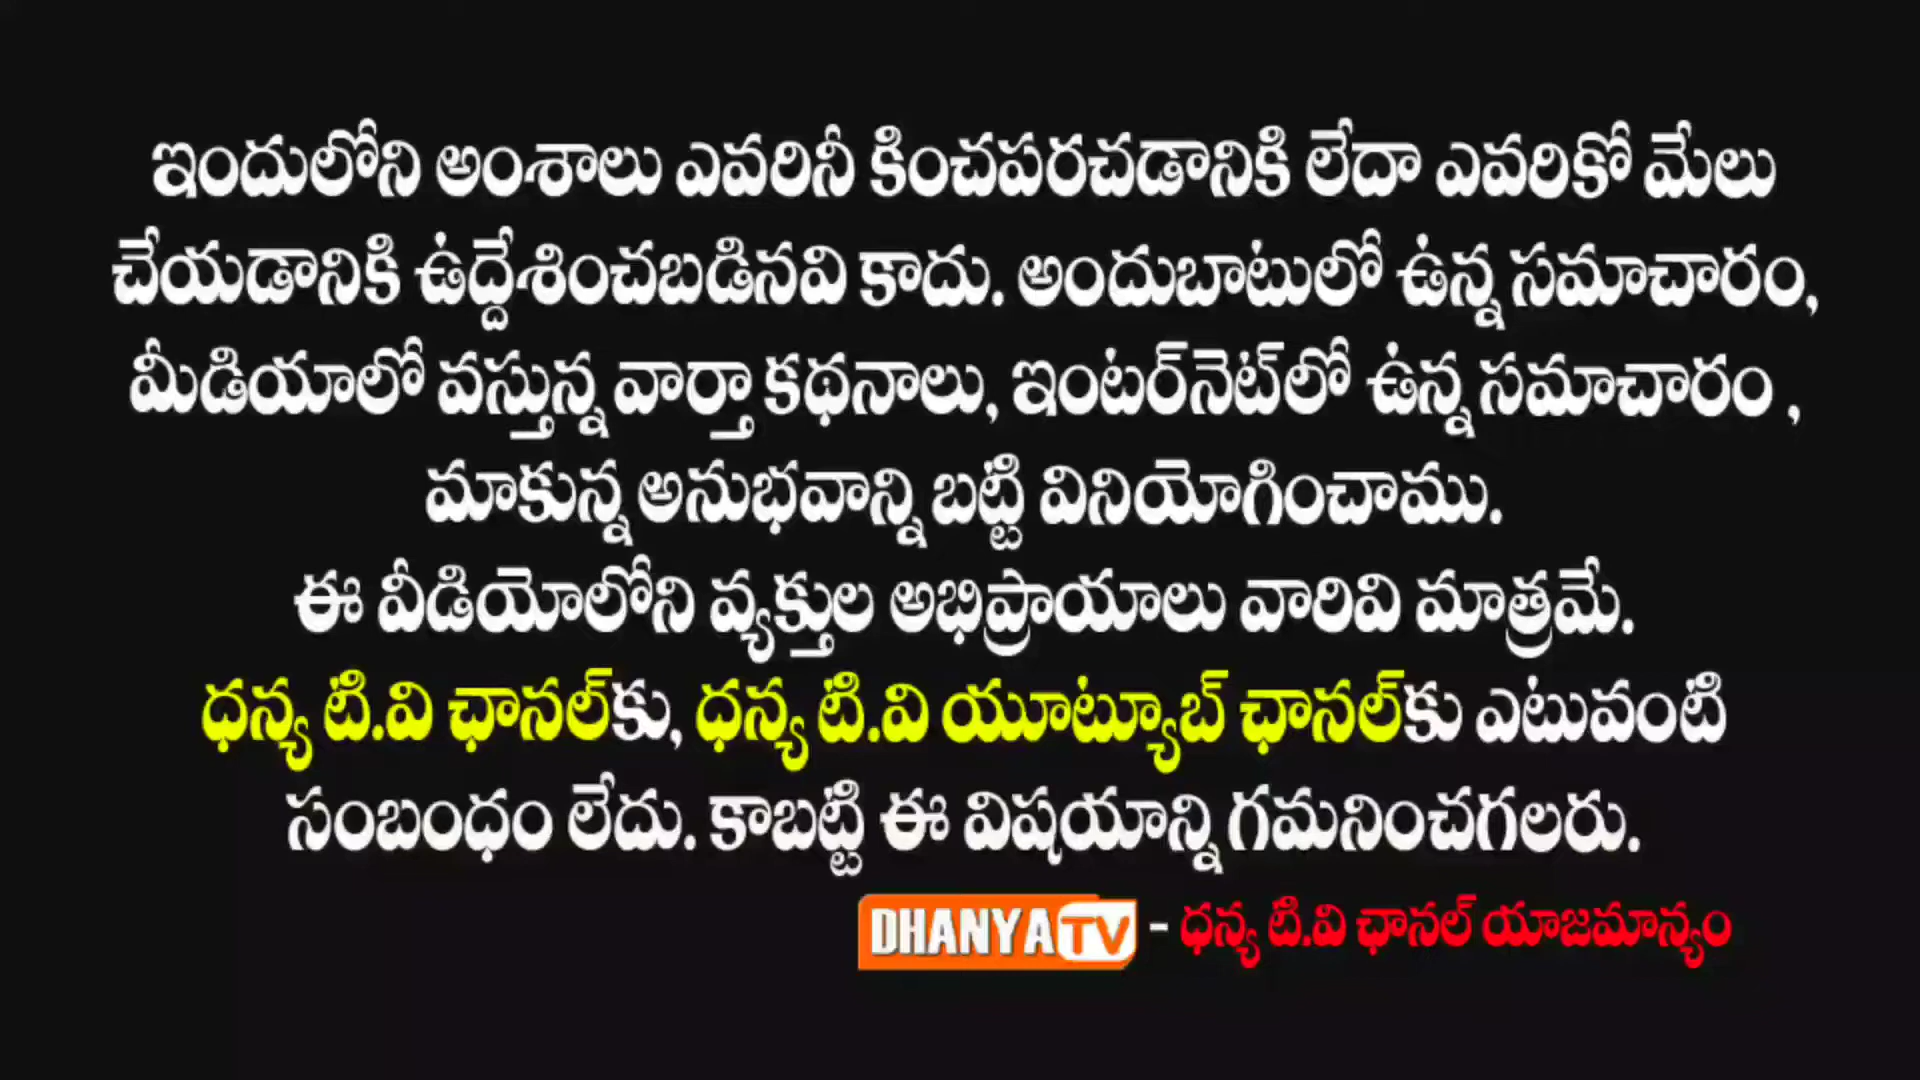 ఇందులోని అంశాలు ఎవరినీ కించపరచడానికి లేదా ఎవరికో మేలు
చేయడానికి ఉద్దేశించబడినవి కాదు. అందుబాటులో ఉన్న సమాచారం,
మీడియాలో వస్తున్న వార్తా కథనాలు, ఇంటర్‌నెట్‌లో ఉన్న సమాచారం ,
మాకున్న అనుభవాన్ని బట్టి వినియోగించాము.
ఈ వీడియోలోని వ్యక్తుల అభిప్రాయాలు వారివి మాత్రమే.
ధన్య టి.వి ఛానల్‌కు, ధన్య టి.వి యూట్యూబ్ ఛానల్‌కు ఎటువంటి
సంబంధం లేదు. కాబట్టి ఈ విషయాన్ని గమనించగలరు.
DHANYA TV - ధన్య టి.వి ఛానల్ యాజమాన్యం